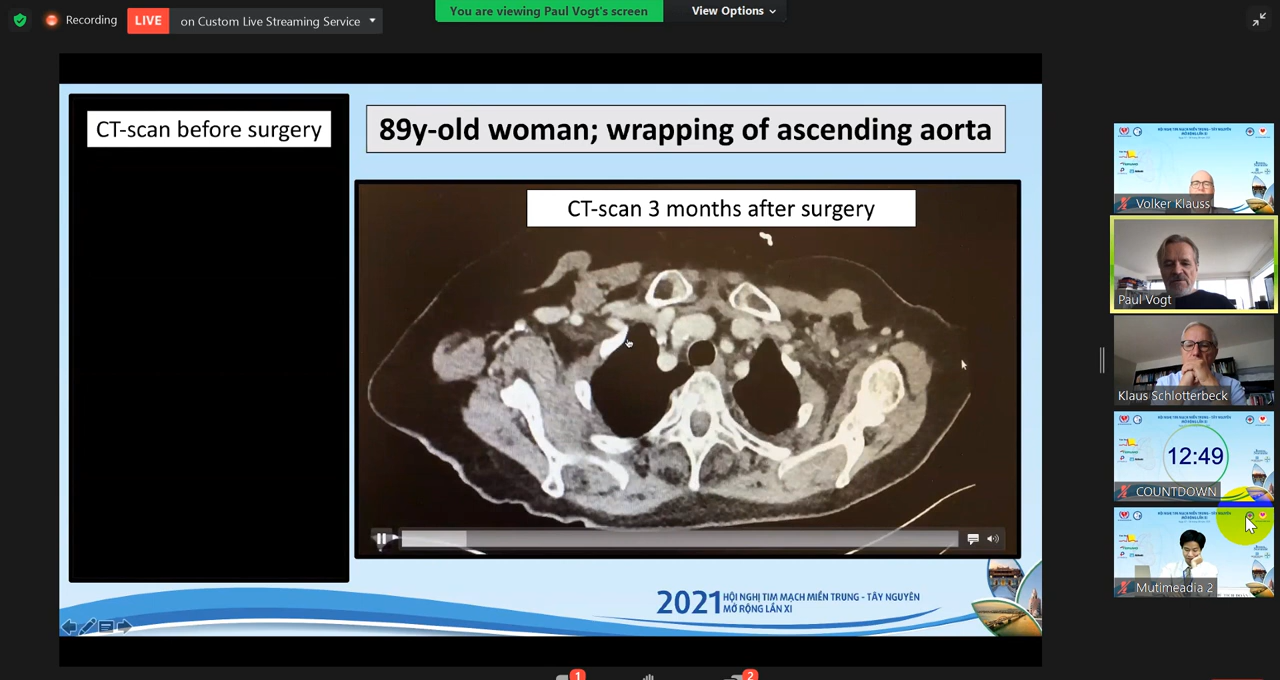 Recording
LIVE
on Custom Live Streaming Service
You are viewing Paul Vogt's screen
View Options
CT-scan before surgery
89y-old woman; wrapping of ascending aorta
CT-scan 3 months after surgery
2021 HỘI NGHỊ TIM MẠCH MIỀN TRUNG - TÂY NGUYÊN
MỞ RỘNG LẦN XI
Volker Klauss
Paul Vogt
Klaus Schlotterbeck
12:49
COUNTDOWN
Mutimeadia 2
1
2